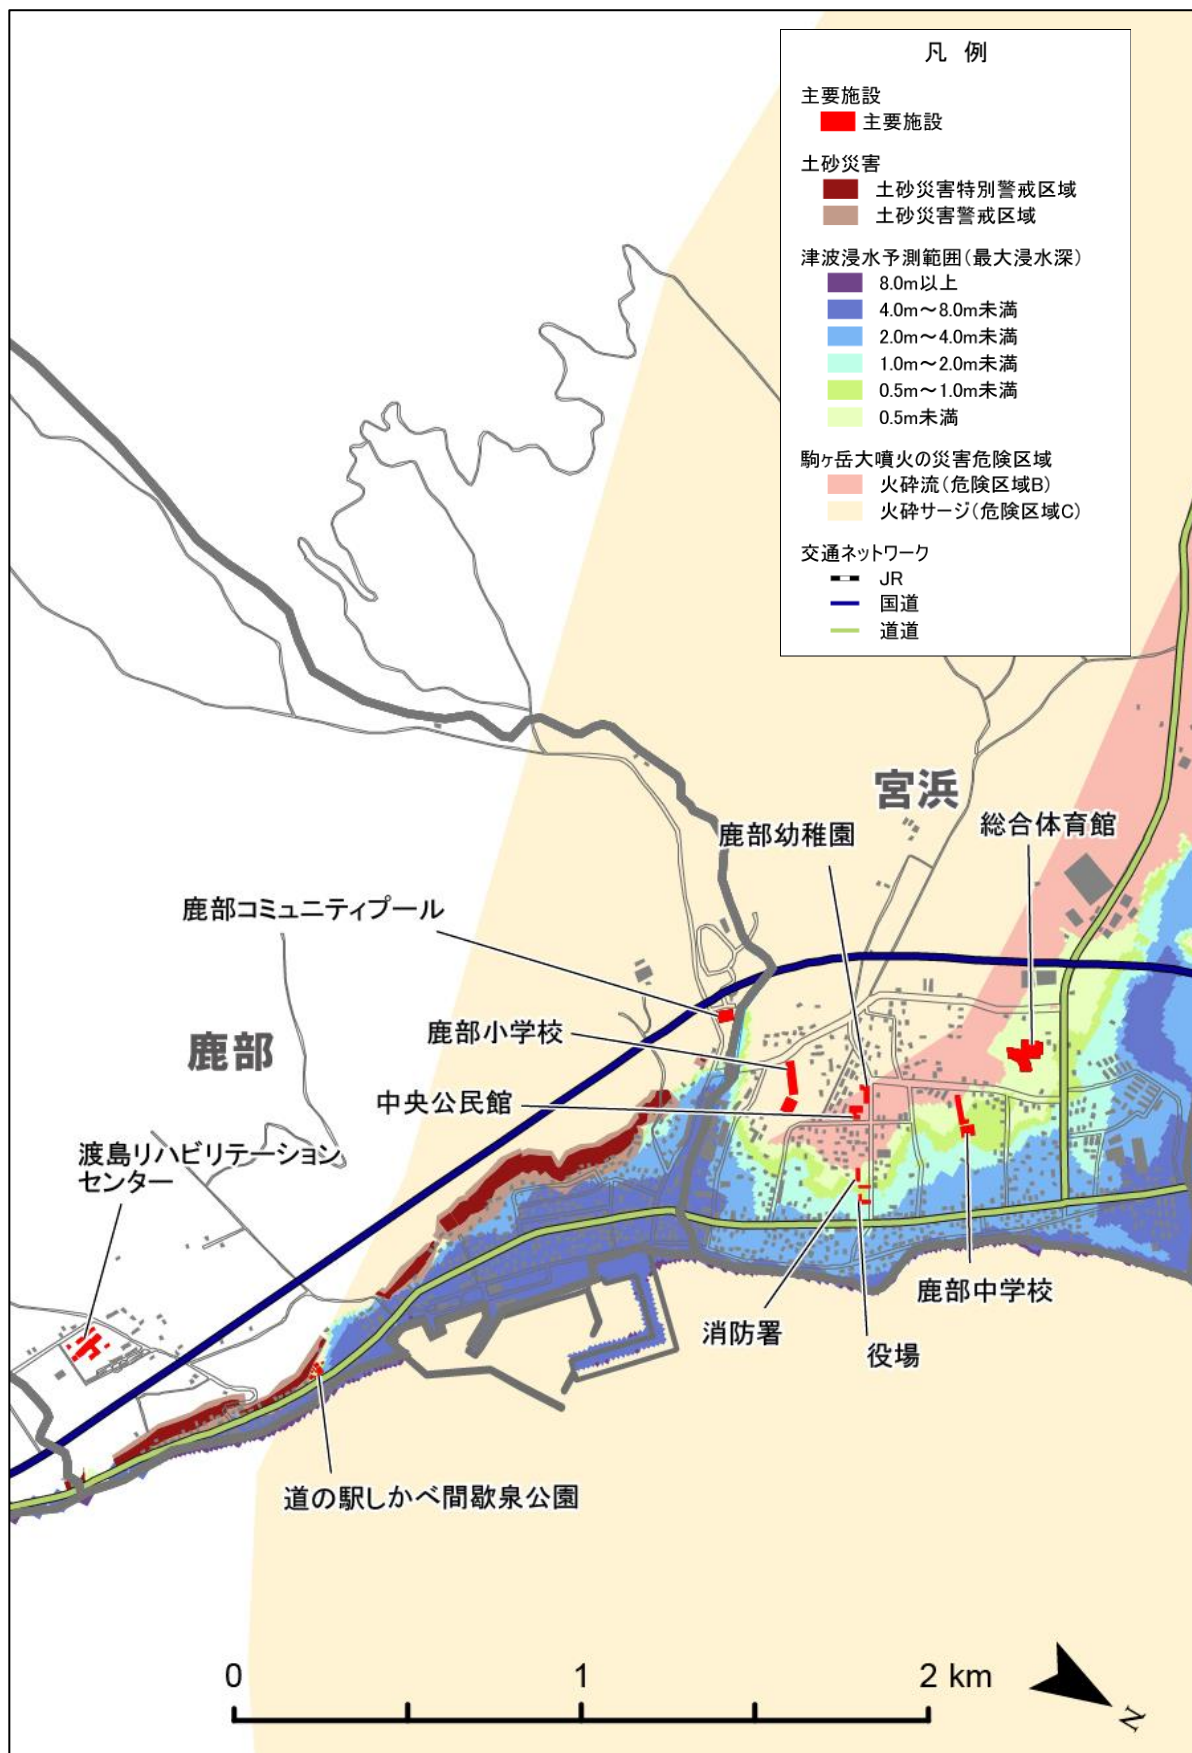 凡 例
主要施設
主要施設
土砂災害
土砂災害特別警戒区域
土砂災害警戒区域
津波浸水予測範囲(最大浸水深)
8.0m以上
4.0m～8.0m未満
2.0m～4.0m未満
1.0m～2.0m未満
0.5m～1.0m未満
0.5m未満
駒ヶ岳大噴火の災害危険区域
火砕流(危険区域B)
火砕サージ(危険区域C)
交通ネットワーク
JR
国道
道道
宮浜
総合体育館
鹿部幼稚園
鹿部コミュニティプール
鹿部小学校
鹿部
中央公民館
渡島リハビリテーション
センター
鹿部中学校
消防署
役場
道の駅しかべ間歇泉公園
0 1 2 km
N